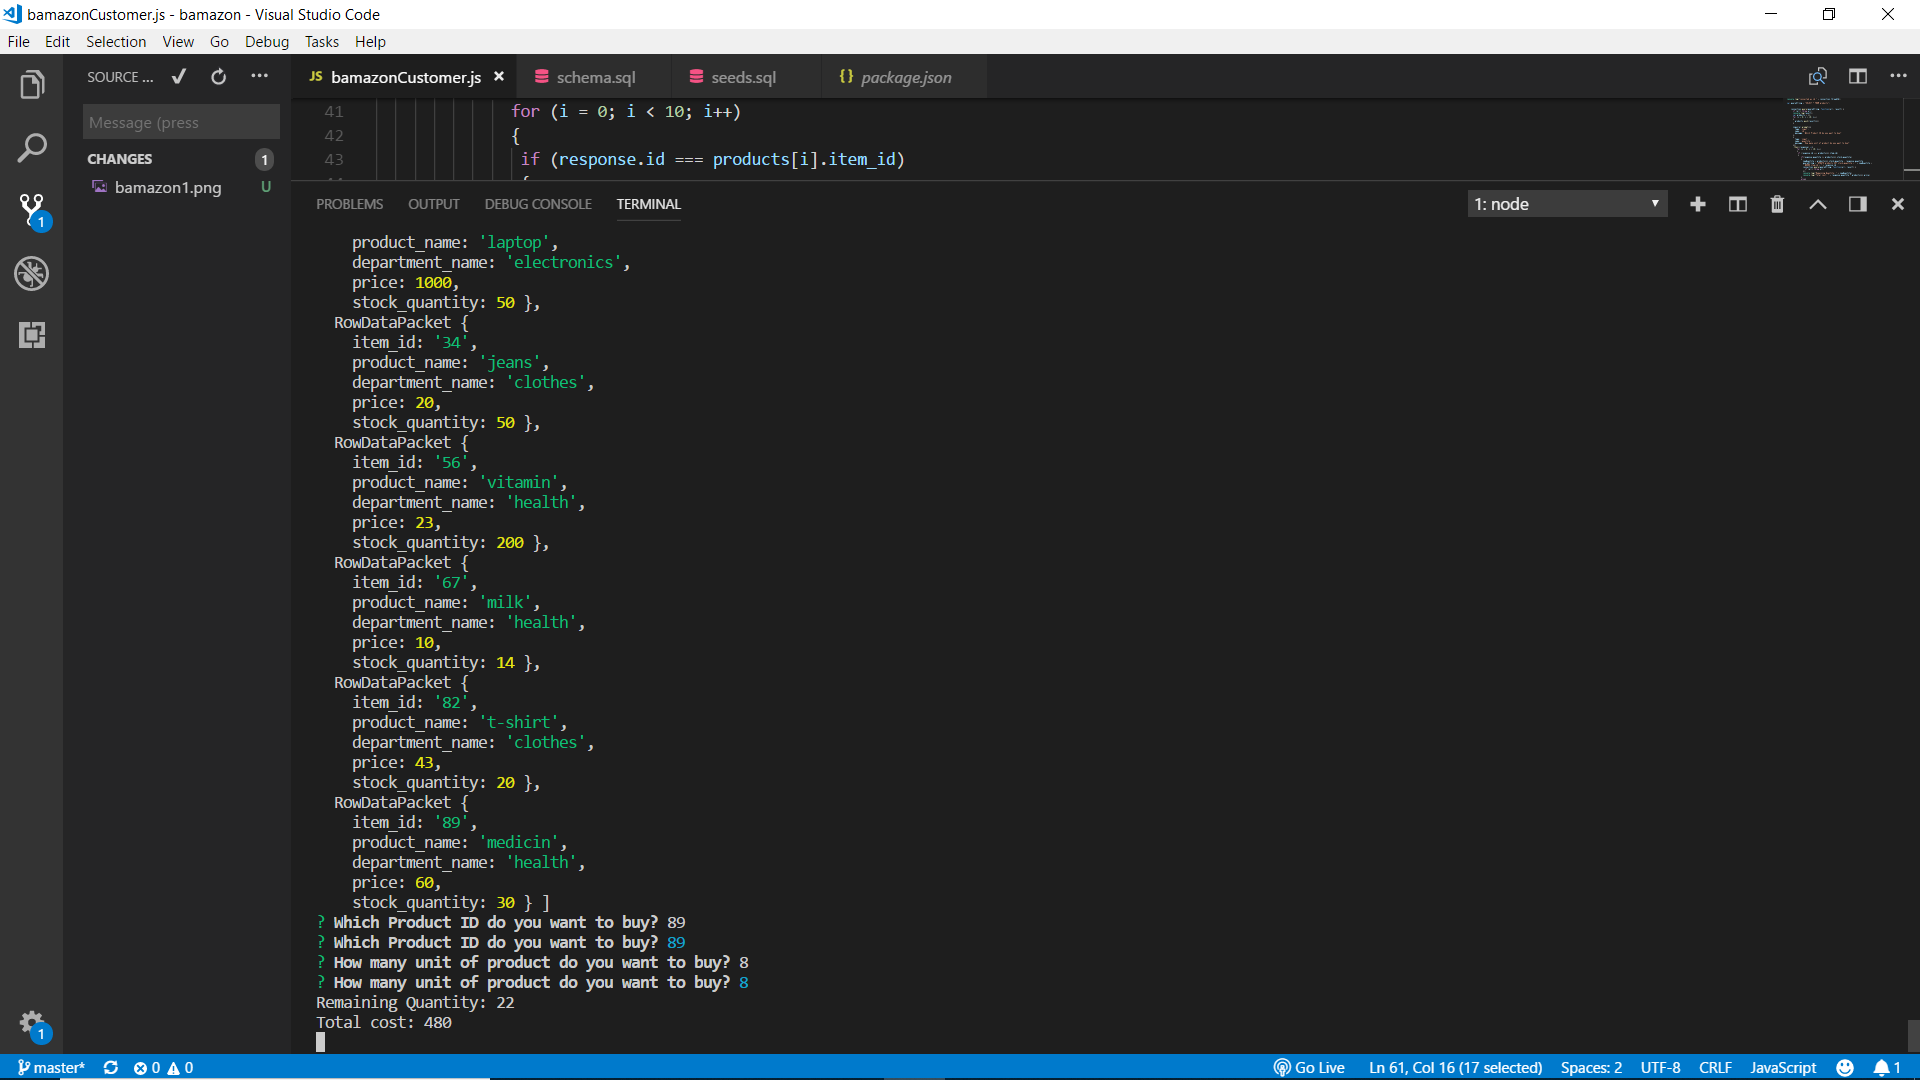 bamazonCustomer.js - bamazon - Visual Studio Code
File Edit Selection View Go Debug Tasks Help
SOURCE ...
JS bamazonCustomer.js × schema.sql seeds.sql {} package.json
Message (press
CHANGES 1
bamazon1.png U
41 for (i = 0; i < 10; i++)
42 {
43 if (response.id === products[i].item_id)
PROBLEMS OUTPUT DEBUG CONSOLE TERMINAL 1: node
product_name: 'laptop',
department_name: 'electronics',
price: 1000,
stock_quantity: 50 },
RowDataPacket {
item_id: '34',
product_name: 'jeans',
department_name: 'clothes',
price: 20,
stock_quantity: 50 },
RowDataPacket {
item_id: '56',
product_name: 'vitamin',
department_name: 'health',
price: 23,
stock_quantity: 200 },
RowDataPacket {
item_id: '67',
product_name: 'milk',
department_name: 'health',
price: 10,
stock_quantity: 14 },
RowDataPacket {
item_id: '82',
product_name: 't-shirt',
department_name: 'clothes',
price: 43,
stock_quantity: 20 },
RowDataPacket {
item_id: '89',
product_name: 'medicin',
department_name: 'health',
price: 60,
stock_quantity: 30 } ]
? Which Product ID do you want to buy? 89
? Which Product ID do you want to buy? 89
? How many unit of product do you want to buy? 8
? How many unit of product do you want to buy? 8
Remaining Quantity: 22
Total cost: 480
1
1
master* 0 0 Go Live Ln 61, Col 16 (17 selected) Spaces: 2 UTF-8 CRLF JavaScript 1